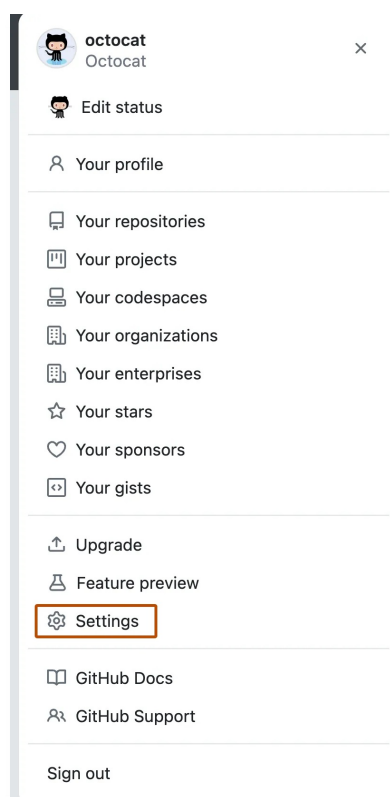 octocat
Octocat
Edit status
Your profile
Your repositories
Your projects
Your codespaces
Your organizations
Your enterprises
Your stars
Your sponsors
Your gists
Upgrade
Feature preview
Settings
GitHub Docs
GitHub Support
Sign out